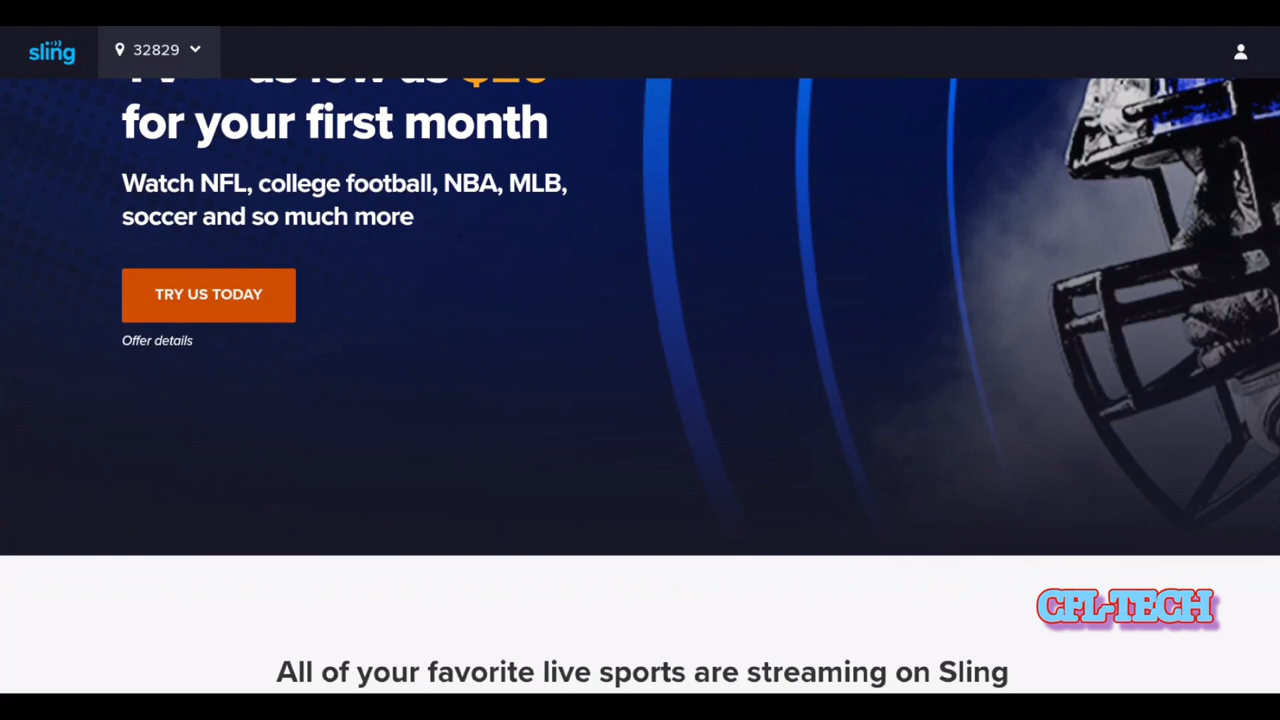 sling
32829
for your first month
Watch NFL, college football, NBA, MLB,
soccer and so much more
TRY US TODAY
Offer details
CFL-TECH
All of your favorite live sports are streaming on Sling